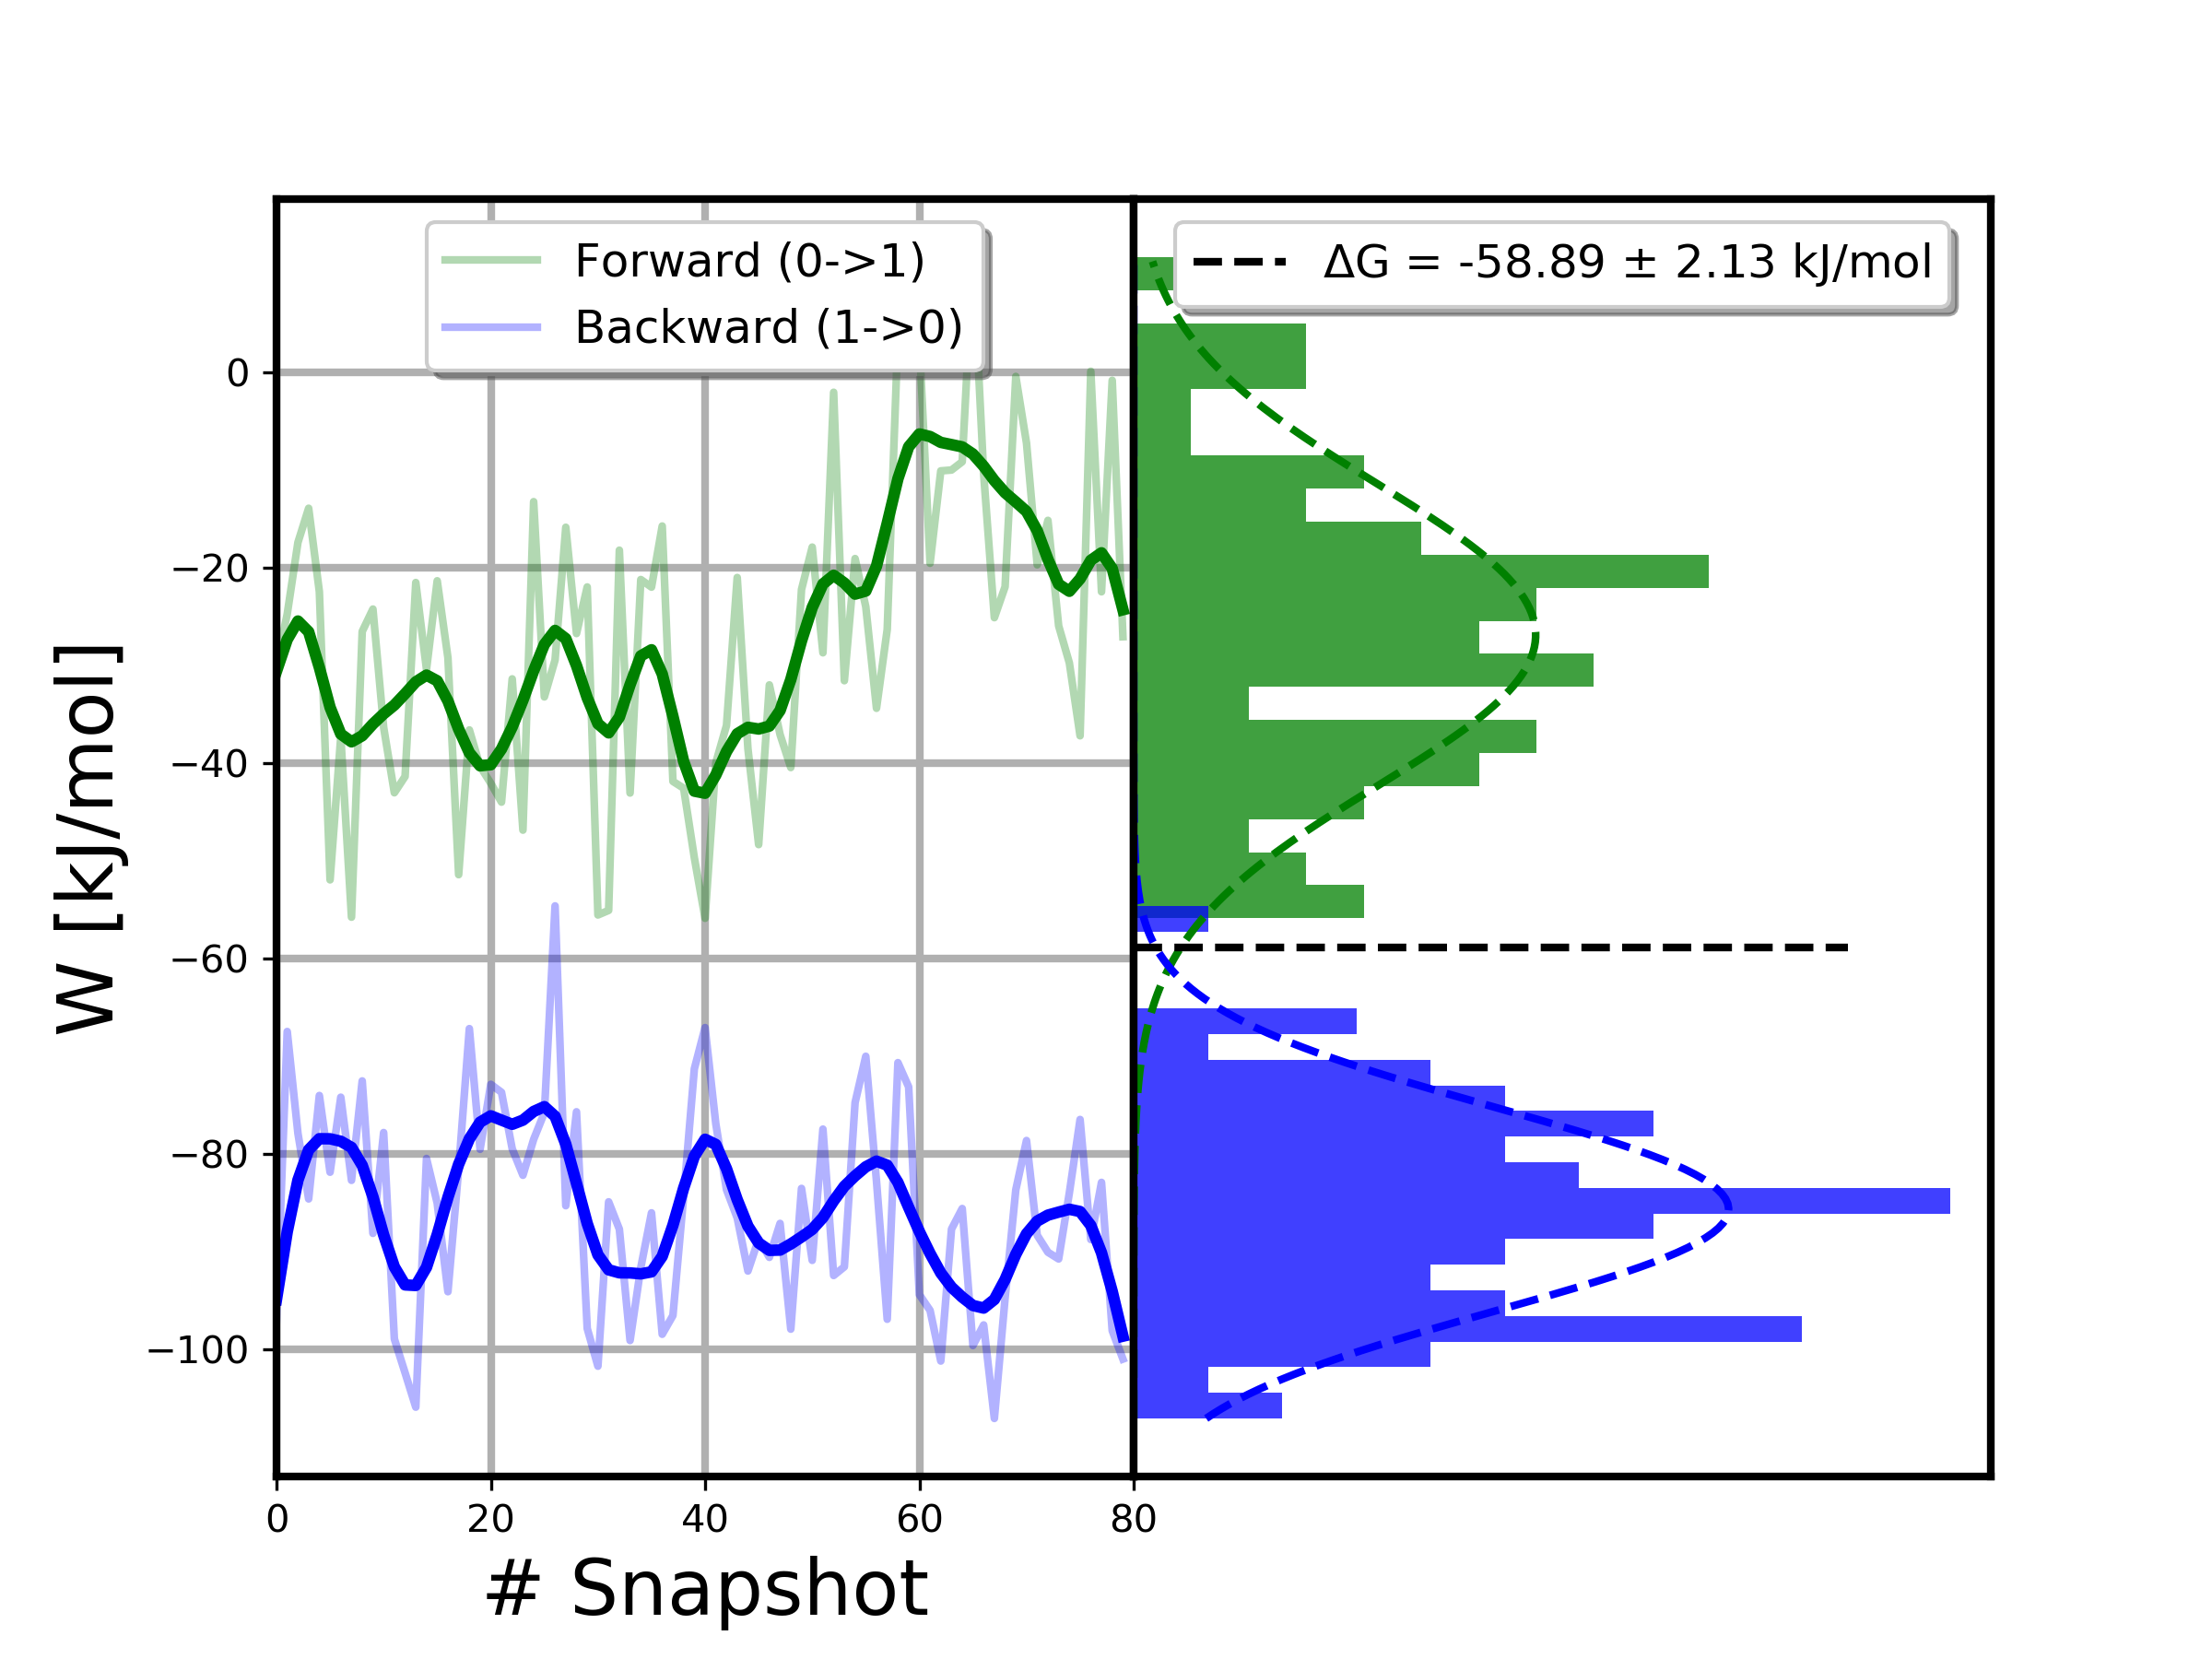 Forward (0->1)
Backward (1->0)
ΔG = -58.89 ± 2.13 kJ/mol
W [kJ/mol]
0
−20
−40
−60
−80
−100
0 20 40 60 80
# Snapshot